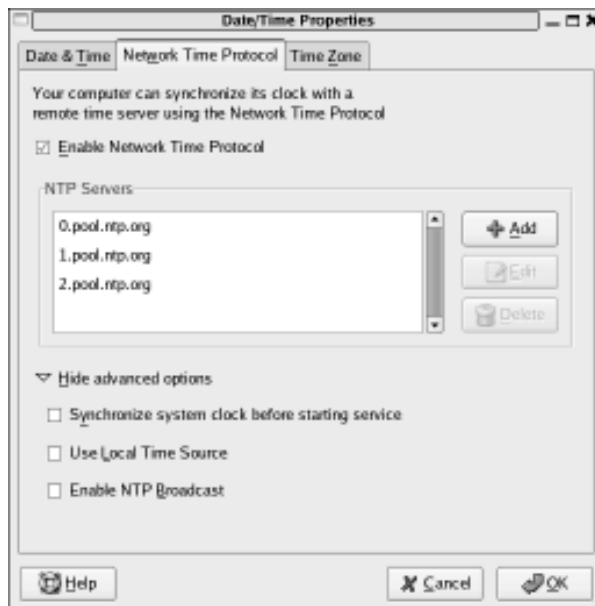 Date/Time Properties
Date & Time
Network Time Protocol
Time Zone
Your computer can synchronize its clock with a
remote time server using the Network Time Protocol
Enable Network Time Protocol
NTP Servers
0.pool.ntp.org
1.pool.ntp.org
2.pool.ntp.org
Add
Edit
Delete
Hide advanced options
Synchronize system clock before starting service
Use Local Time Source
Enable NTP Broadcast
Help
Cancel
OK